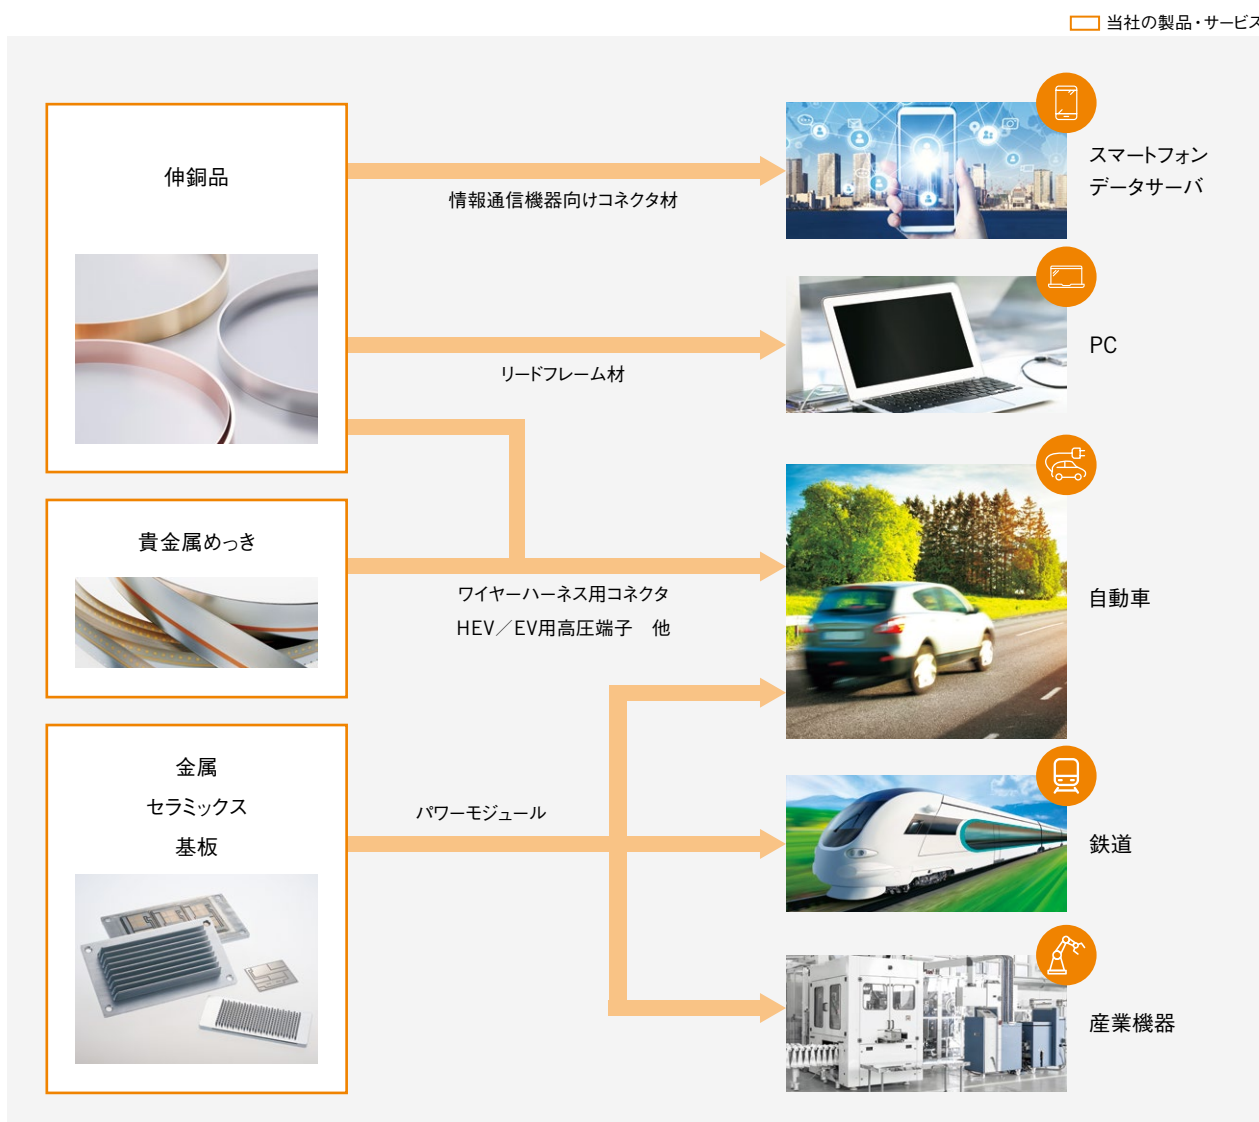 当社の製品・サービス
伸銅品
情報通信機器向けコネクタ材
スマートフォン
データサーバ
リードフレーム材
PC
貴金属めっき
ワイヤーハーネス用コネクタ
HEV／EV用高圧端子　他
自動車
金属
セラミックス
基板
パワーモジュール
鉄道
産業機器